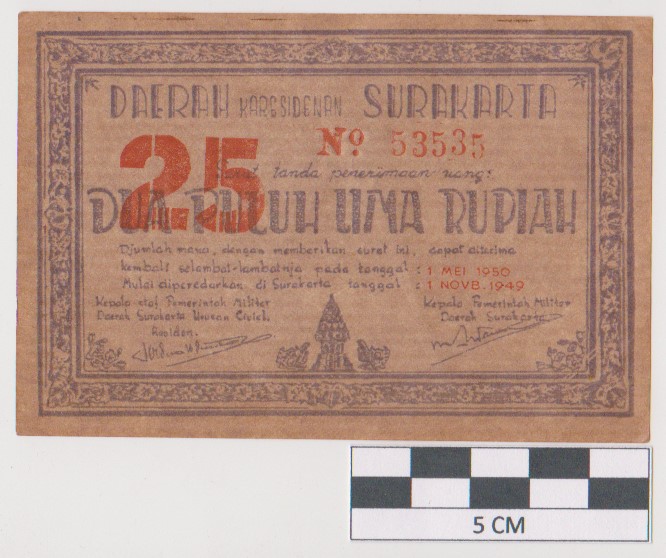 DAERAH KARESIDENAN SURAKARTA
25
Nº 53535
Surat tanda penerimaan uang:
DUA PULUH LIMA RUPIAH
Djumlah mana, dengan memberikan surat ini, dapat diterima
kembali selambat-lambatnja pada tanggal : 1 MEI 1950
Mulai diperedarkan di Surakarta tanggal : 1 NOVB. 1949
Kepala staf Pemerintah Militer
Daerah Surakarta Urusan Civiel.
Residen.
Kepala Pemerintah Militer
Daerah Surakarta.
5 CM